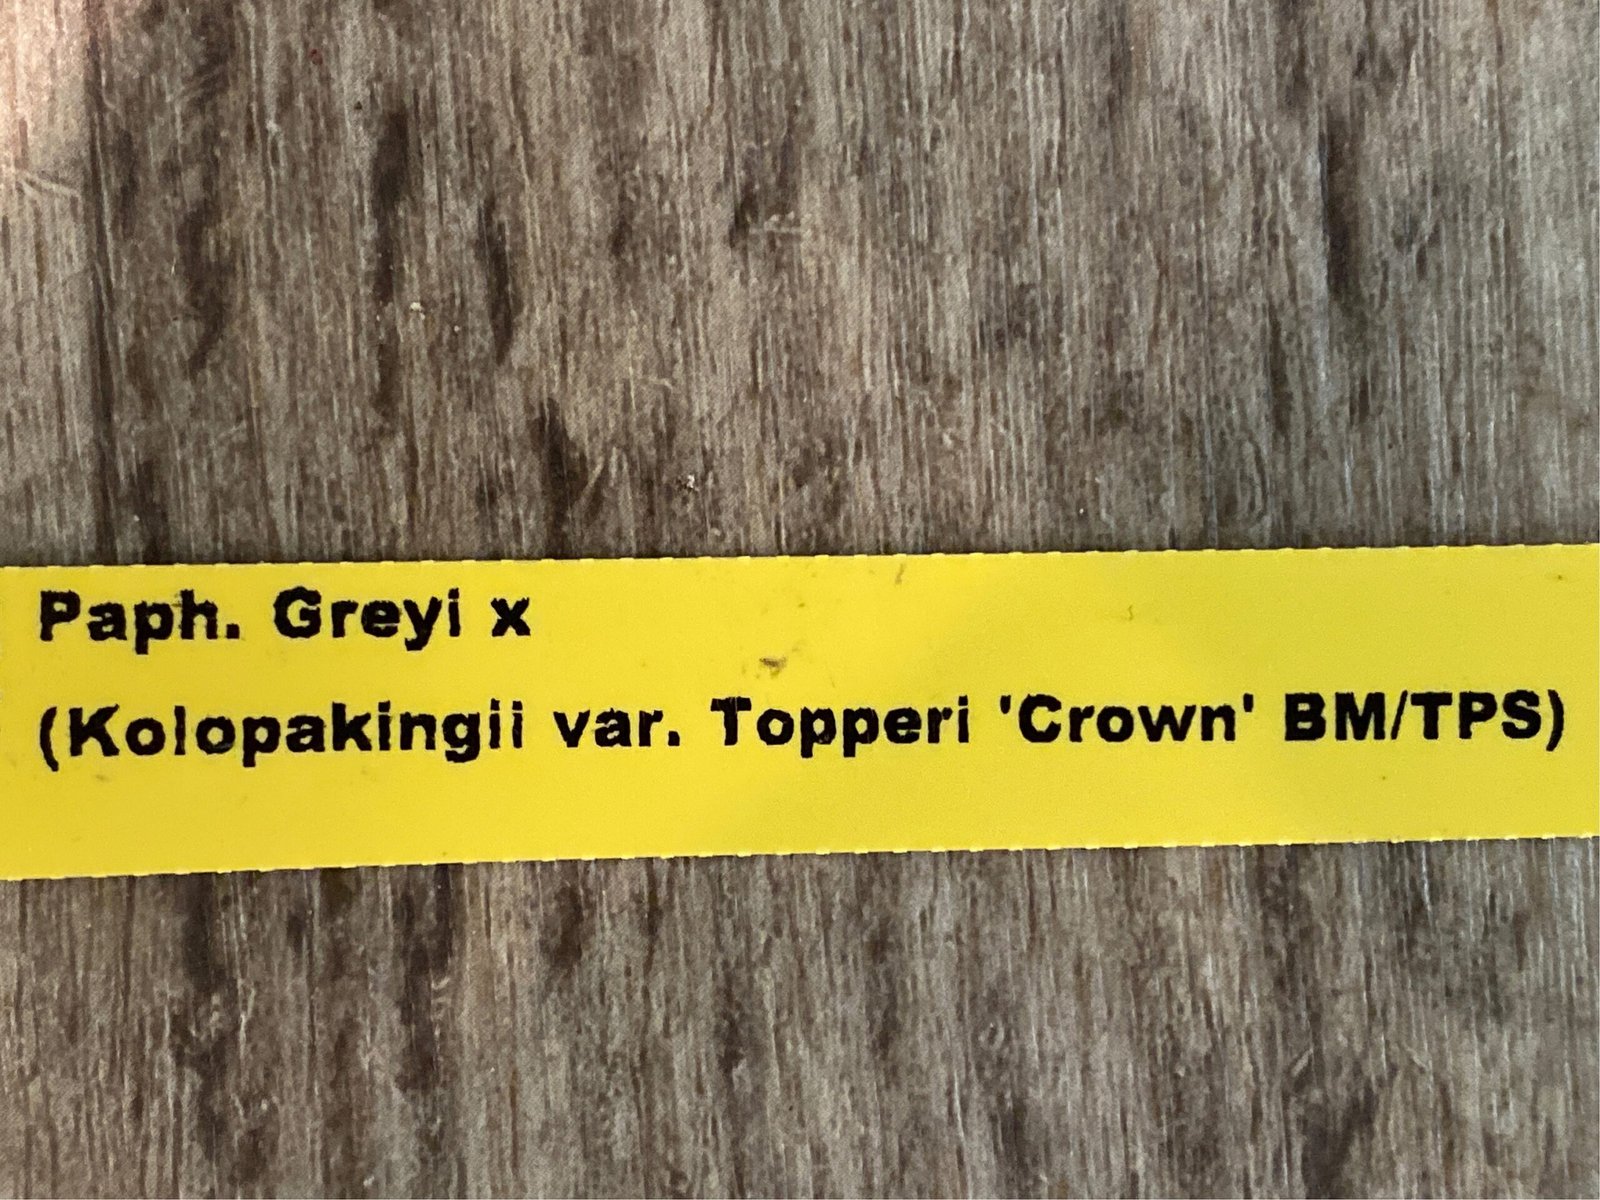 Paph. Greyi x
(Kolopakingii var. Topperi 'Crown' BM/TPS)